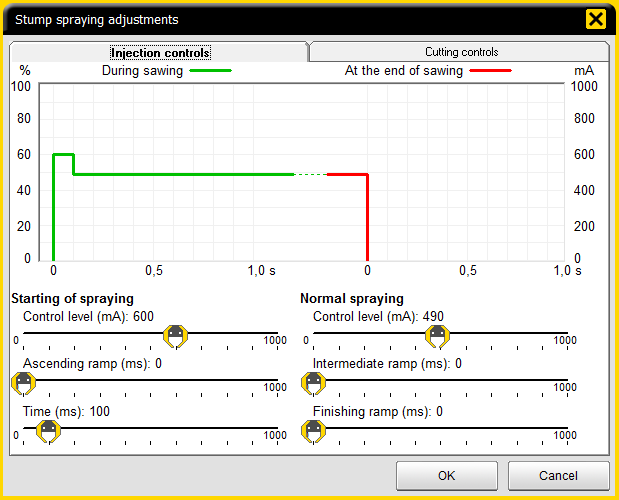 Stump spraying adjustments
Injection controls Cutting controls
% During sawing At the end of sawing mA
100 1000
80 800
60 600
40 400
20 200
0 0
0 0,5 1,0 s 0 0,5 1,0 s
Starting of spraying Normal spraying
Control level (mA): 600 Control level (mA): 490
0 1000 0 1000
Ascending ramp (ms): 0 Intermediate ramp (ms): 0
1000 1000
Time (ms): 100 Finishing ramp (ms): 0
0 1000 1000
OK Cancel